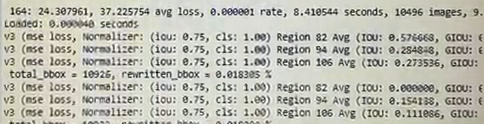 164: 24.307961, 37.225754 avg loss, 0.000001 rate, 8.410544 seconds, 10496 images, 9.
Loaded: 0.000040 seconds
v3 (mse loss, Normalizer: (iou: 0.75, cls: 1.00) Region 82 Avg (IOU: 0.576668, GIOU:
v3 (mse loss, Normalizer: (iou: 0.75, cls: 1.00) Region 94 Avg (IOU: 0.284848, GIOU:
v3 (mse loss, Normalizer: (iou: 0.75, cls: 1.00) Region 106 Avg (IOU: 0.273536, GIOU:
total_bbox = 10926, rewritten_bbox = 0.018305 %
v3 (mse loss, Normalizer: (iou: 0.75, cls: 1.00) Region 82 Avg (IOU: 0.000000, GIOU:
v3 (mse loss, Normalizer: (iou: 0.75, cls: 1.00) Region 94 Avg (IOU: 0.154138, GIOU:
v3 (mse loss, Normalizer: (iou: 0.75, cls: 1.00) Region 106 Avg (IOU: 0.111086, GIOU: